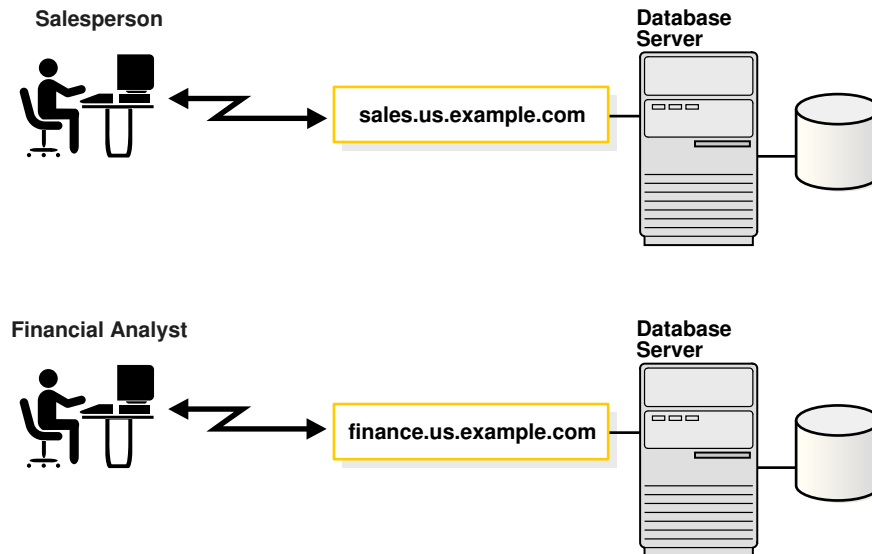 Salesperson
Database
Server
sales.us.example.com
Financial Analyst
Database
Server
finance.us.example.com